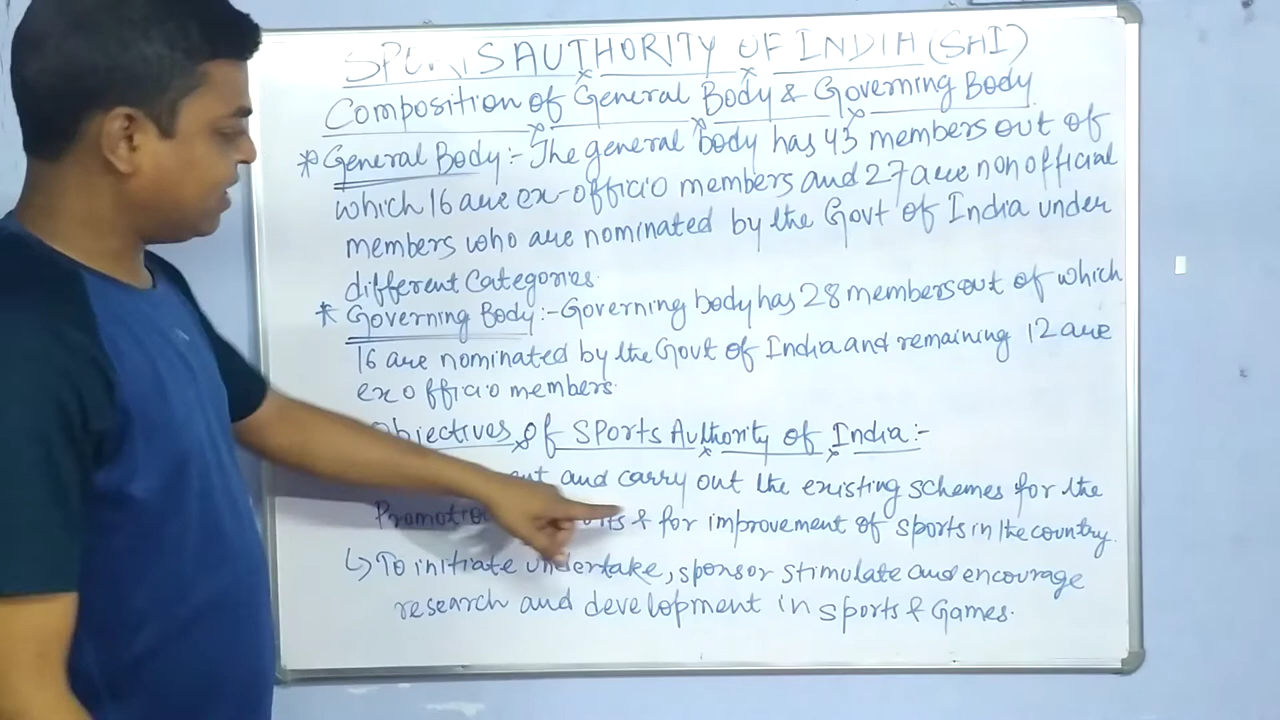 AUTHORITY OF INDIA (SAI)
Composition of General Body & Governing Body
* General Body :- The general body has 43 members out of
which 16 are ex-officio members and 27 are non official
members who are nominated by the Govt of India under
different Categories.
* Governing Body :- Governing body has 28 members out of which
16 are nominated by the Govt of India and remaining 12 are
ex officio members.
Objectives of Sports Authority of India :-
and carry out the existing schemes for the
& for improvement of sports in the country.
↳ To initiate undertake, sponsor stimulate and encourage
research and development in sports & Games.